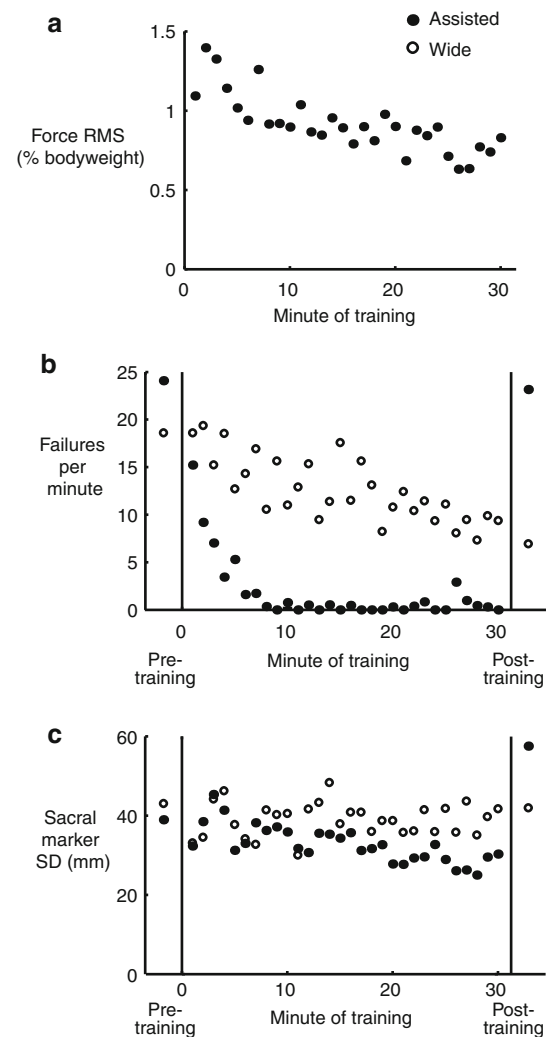 a
Assisted
Wide
1.5
1
0.5
0
Force RMS
(% bodyweight)
0 10 20 30
Minute of training
b
25
20
15
10
5
0
Failures
per
minute
0 10 20 30
Pre-
training
Minute of training
Post-
training
c
60
40
20
0
Sacral
marker
SD (mm)
0 10 20 30
Pre-
training
Minute of training
Post-
training